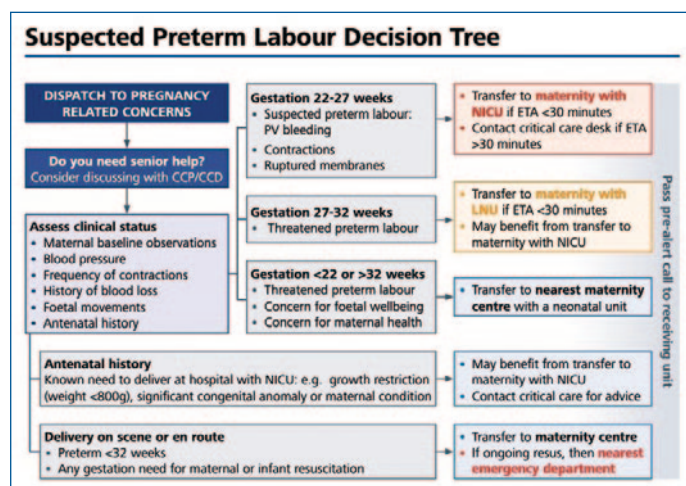 Suspected Preterm Labour Decision Tree
DISPATCH TO PREGNANCY
RELATED CONCERNS
Do you need senior help?
Consider discussing with CCP/CCD
Assess clinical status
• Maternal baseline observations
• Blood pressure
• Frequency of contractions
• History of blood loss
• Foetal movements
• Antenatal history
Gestation 22-27 weeks
• Suspected preterm labour:
PV bleeding
• Contractions
• Ruptured membranes
• Transfer to maternity with
NICU if ETA <30 minutes
• Contact critical care desk if ETA
>30 minutes
Gestation 27-32 weeks
• Threatened preterm labour
• Transfer to maternity with
LNU if ETA <30 minutes
• May benefit from transfer to
maternity with NICU
Gestation <22 or >32 weeks
• Threatened preterm labour
• Concern for foetal wellbeing
• Concern for maternal health
• Transfer to nearest maternity
centre with a neonatal unit
Antenatal history
Known need to deliver at hospital with NICU: e.g. growth restriction
(weight <800g), significant congenital anomaly or maternal condition
• May benefit from transfer to
maternity with NICU
• Contact critical care for advice
Delivery on scene or en route
• Preterm <32 weeks
• Any gestation need for maternal or infant resuscitation
• Transfer to maternity centre
• If ongoing resus, then nearest
emergency department
Pass pre-alert call to receiving unit